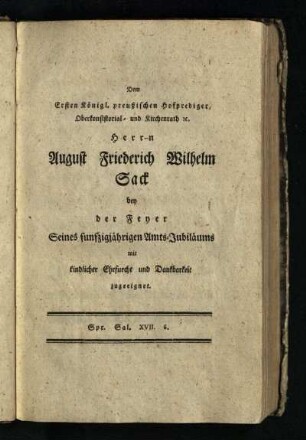 Dem
Ersten Königl. preußischen Hofprediger,
Oberkonsistorial- und Kirchenrath ꝛc.
Herrn
August Friederich Wilhelm
Sack
bey
der Feyer
Seines funfzigjährigen Amts-Jubiläums
mit
kindlicher Ehrfurcht und Dankbarkeit
zugeeignet.
Spr. Sal. XVII. 6.